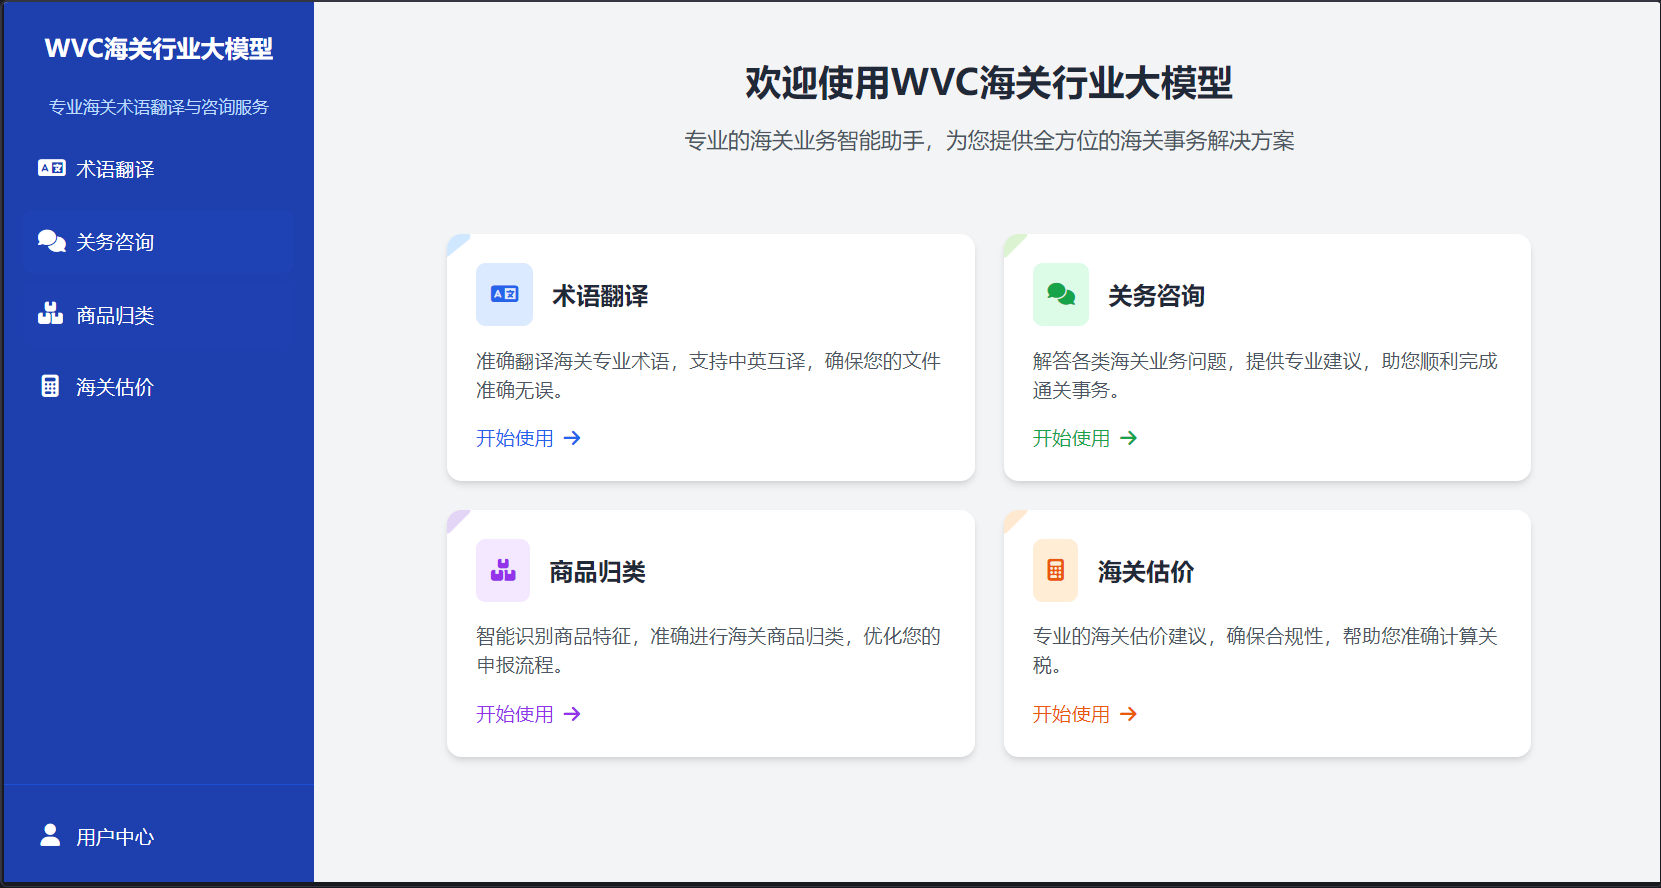 WVC海关行业大模型
专业海关术语翻译与咨询服务
术语翻译
关务咨询
商品归类
海关估价
用户中心
欢迎使用WVC海关行业大模型
专业的海关业务智能助手，为您提供全方位的海关事务解决方案
术语翻译
准确翻译海关专业术语，支持中英互译，确保您的文件
准确无误。
开始使用
关务咨询
解答各类海关业务问题，提供专业建议，助您顺利完成
通关事务。
开始使用
商品归类
智能识别商品特征，准确进行海关商品归类，优化您的
申报流程。
开始使用
海关估价
专业的海关估价建议，确保合规性，帮助您准确计算关
税。
开始使用